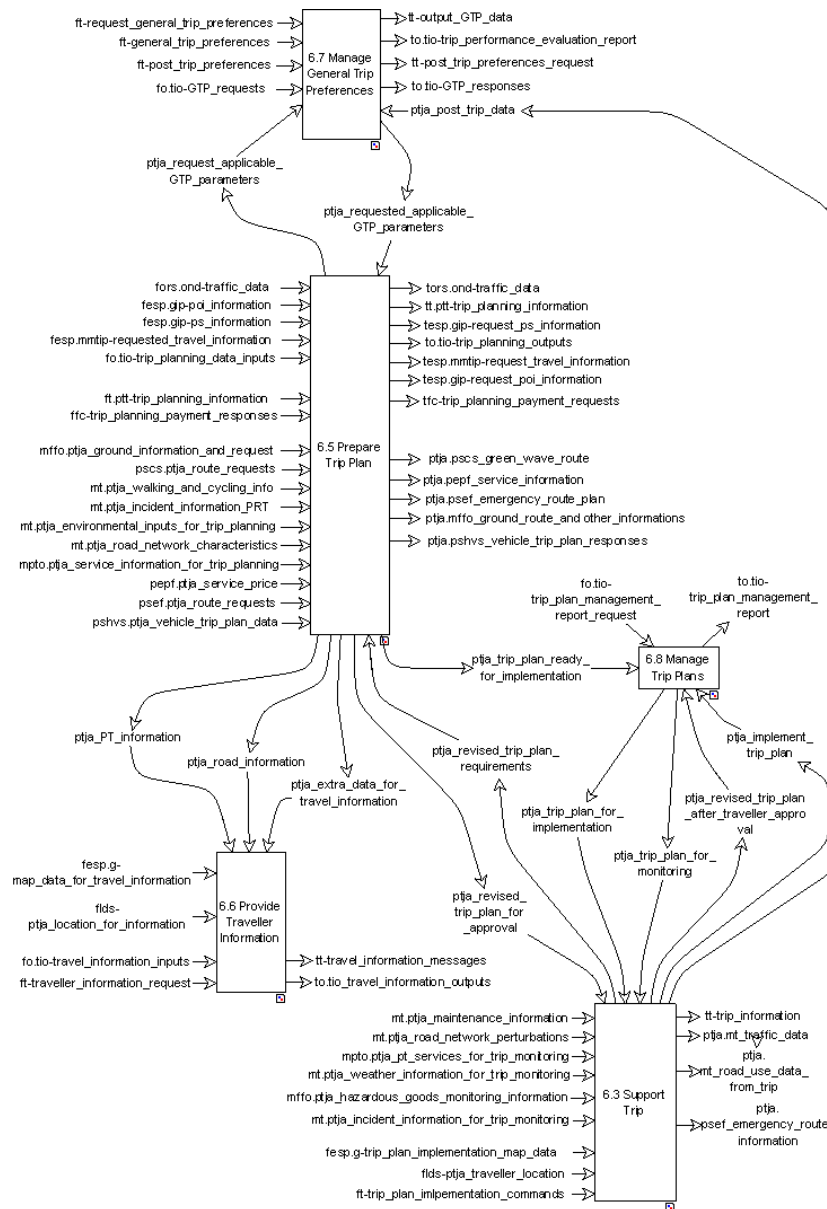 ft-request_general_trip_preferences
ft-general_trip_preferences
ft-post_trip_preferences
fo.tio-GTP_requests
6.7 Manage
General Trip
Preferences
tt-output_GTP_data
to.tio-trip_performance_evaluation_report
tt-post_trip_preferences_request
to.tio-GTP_responses
ptja_post_trip_data
ptja_request_applicable_
GTP_parameters
ptja_requested_applicable_
GTP_parameters
fors.ond-traffic_data
fesp.gip-poi_information
fesp.gip-ps_information
fesp.mmtip-requested_travel_information
fo.tio-trip_planning_data_inputs
ft.ptt-trip_planning_information
ffc-trip_planning_payment_responses
mffo.ptja_ground_information_and_request
pscs.ptja_route_requests
mt.ptja_walking_and_cycling_info
mt.ptja_incident_information_PRT
mt.ptja_environmental_inputs_for_trip_planning
mt.ptja_road_network_characteristics
mpto.ptja_service_information_for_trip_planning
pepf.ptja_service_price
psef.ptja_route_requests
pshvs.ptja_vehicle_trip_plan_data
6.5 Prepare
Trip Plan
tors.ond-traffic_data
tt.ptt-trip_planning_information
tesp.gip-request_ps_information
to.tio-trip_planning_outputs
tesp.mmtip-request_travel_information
tesp.gip-request_poi_information
tfc-trip_planning_payment_requests
ptja.pscs_green_wave_route
ptja.pepf_service_information
ptja.psef_emergency_route_plan
ptja.mffo_ground_route_and other_informations
ptja.pshvs_vehicle_trip_plan_responses
fo.tio-
trip_plan_management_
report_request
to.tio-
trip_plan_management_
report
ptja_trip_plan_ready_
for_implementation
6.8 Manage
Trip Plans
ptja_PT_information
ptja_road_information
ptja_extra_data_for_
travel_information
ptja_revised_trip_plan_
requirements
ptja_implement_
trip_plan
ptja_trip_plan_for_
implementation
ptja_revised_trip_plan
_after_traveller_appro
val
ptja_trip_plan_for_
monitoring
ptja_revised_
trip_plan_for
_approval
fesp.g-
map_data_for_travel_information
flds-
ptja_location_for_information
fo.tio-travel_information_inputs
ft-traveller_information_request
6.6 Provide
Traveller
Information
tt-travel_information_messages
to.tio_travel_information_outputs
mt.ptja_maintenance_information
mt.ptja_road_network_perturbations
mpto.ptja_pt_services_for_trip_monitoring
mt.ptja_weather_information_for_trip_monitoring
mffo.ptja_hazardous_goods_monitoring_information
mt.ptja_incident_information_for_trip_monitoring
fesp.g-trip_plan_implementation_map_data
flds-ptja_traveller_location
ft-trip_plan_imlpementation_commands
6.3 Support
Trip
tt-trip_information
ptja.mt_traffic_data
ptja.
mt_road_use_data_
from_trip
ptja.
psef_emergency_route_
information